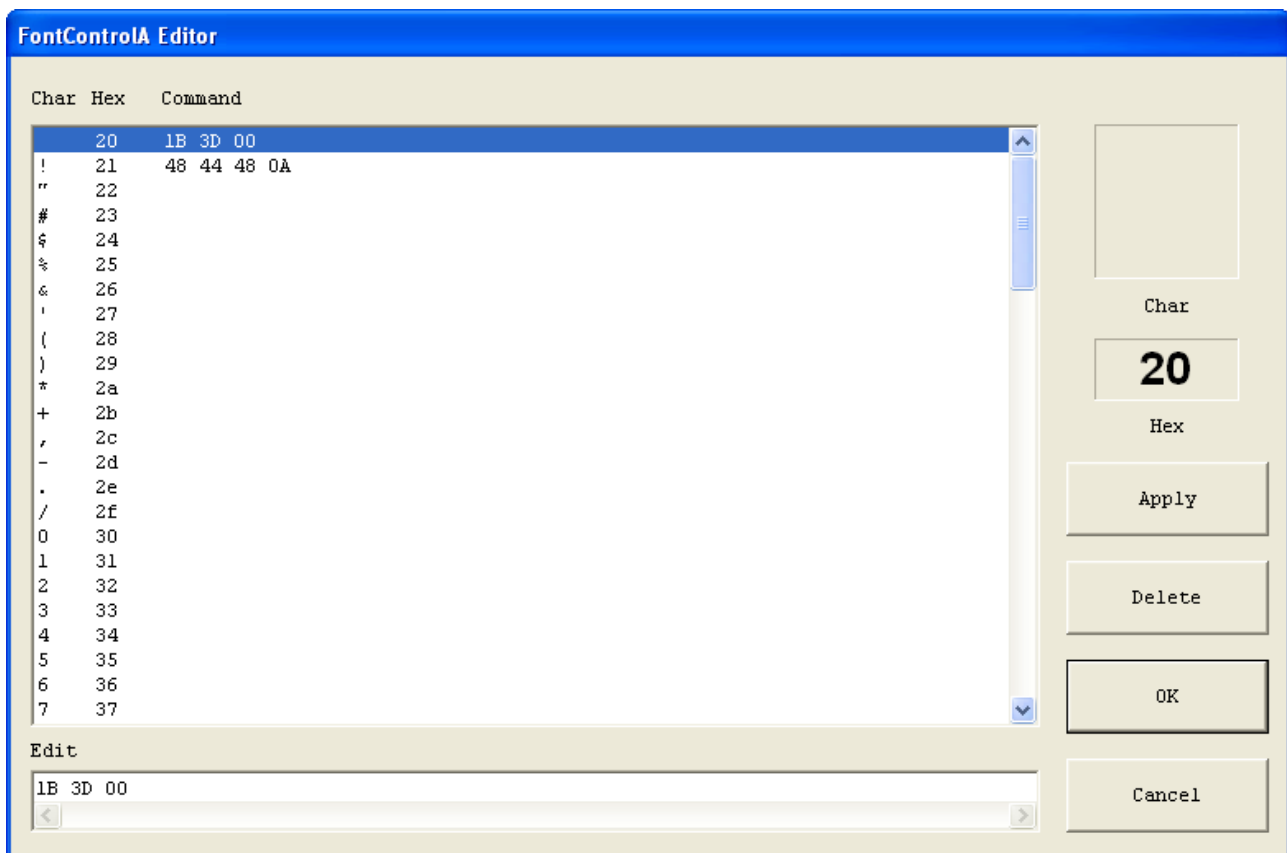 FontControlA Editor
Char Hex Command
20 1B 3D 00
! 21 48 44 48 0A
" 22
# 23
$ 24
% 25
& 26
' 27
( 28
) 29
* 2a
+ 2b
, 2c
- 2d
. 2e
/ 2f
0 30
1 31
2 32
3 33
4 34
5 35
6 36
7 37
Edit
1B 3D 00
Char
20
Hex
Apply
Delete
OK
Cancel